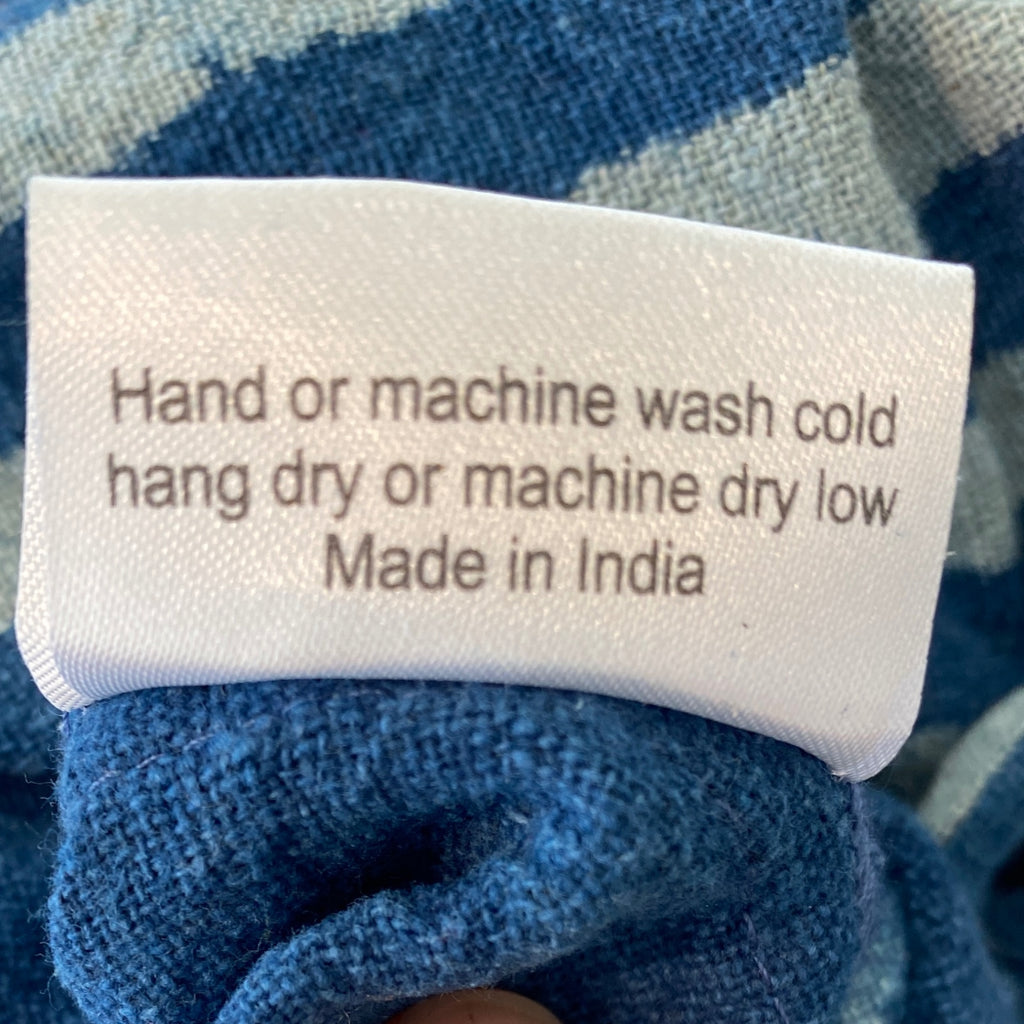 Hand or machine wash cold
hang dry or machine dry low
Made in India